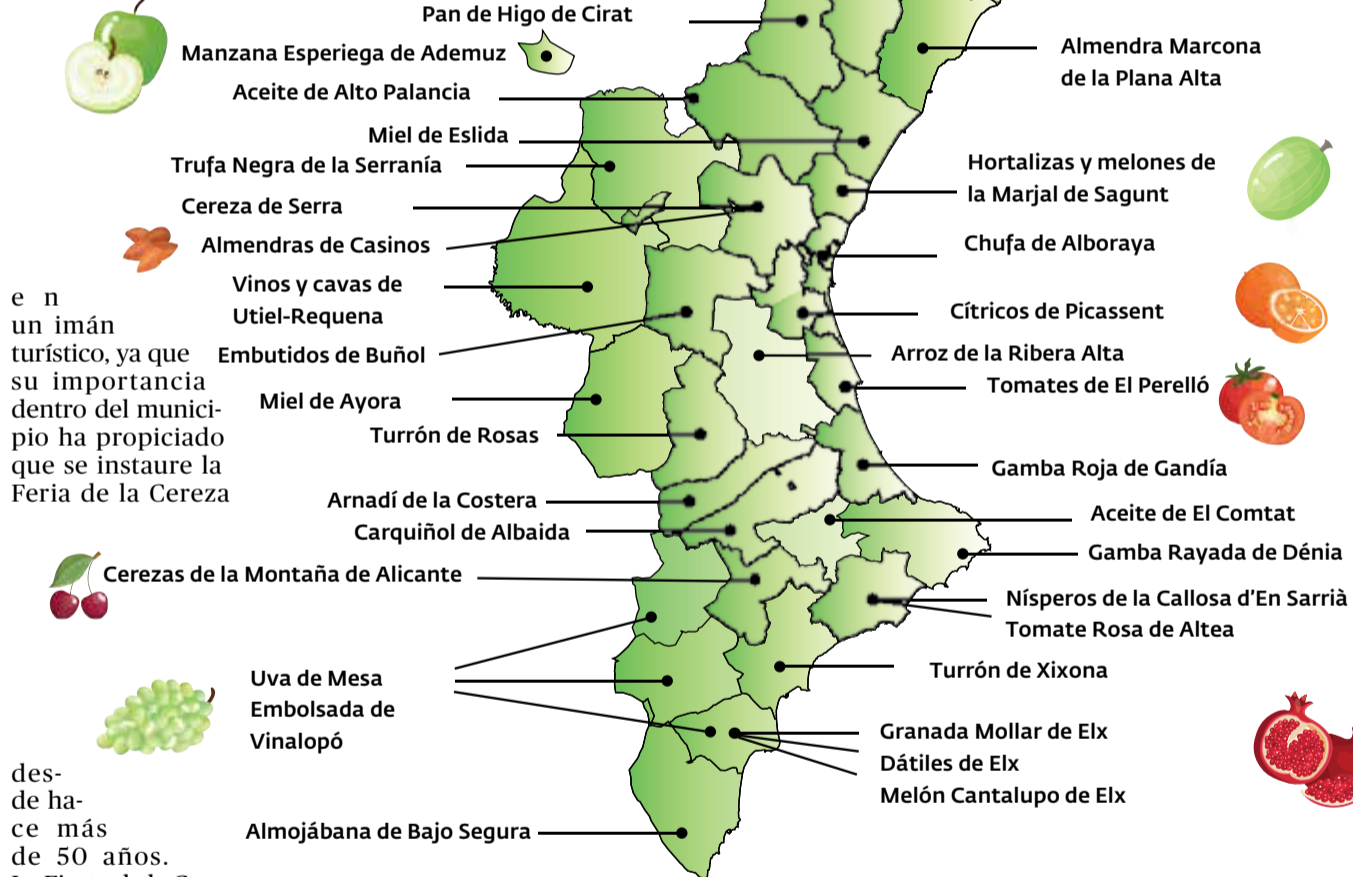 Pan de Higo de Cirat
Manzana Esperiega de Ademuz
Aceite de Alto Palancia
Miel de Eslida
Trufa Negra de la Serranía
Cereza de Serra
Almendras de Casinos
Vinos y cavas de
Utiel-Requena
Embutidos de Buñol
Miel de Ayora
Turrón de Rosas
Arnadí de la Costera
Carquiñol de Albaida
Cerezas de la Montaña de Alicante
Uva de Mesa
Embolsada de
Vinalopó
Almojábana de Bajo Segura
Almendra Marcona
de la Plana Alta
Hortalizas y melones de
la Marjal de Sagunt
Chufa de Alboraya
Cítricos de Picassent
Arroz de la Ribera Alta
Tomates de El Perelló
Gamba Roja de Gandía
Aceite de El Comtat
Gamba Rayada de Dénia
Nísperos de la Callosa d'En Sarrià
Tomate Rosa de Altea
Turrón de Xixona
Granada Mollar de Elx
Dátiles de Elx
Melón Cantalupo de Elx
e n
un imán
turístico, ya que
su importancia
dentro del munici-
pio ha propiciado
que se instaure la
Feria de la Cereza
des-
de ha-
ce más
de 50 años.